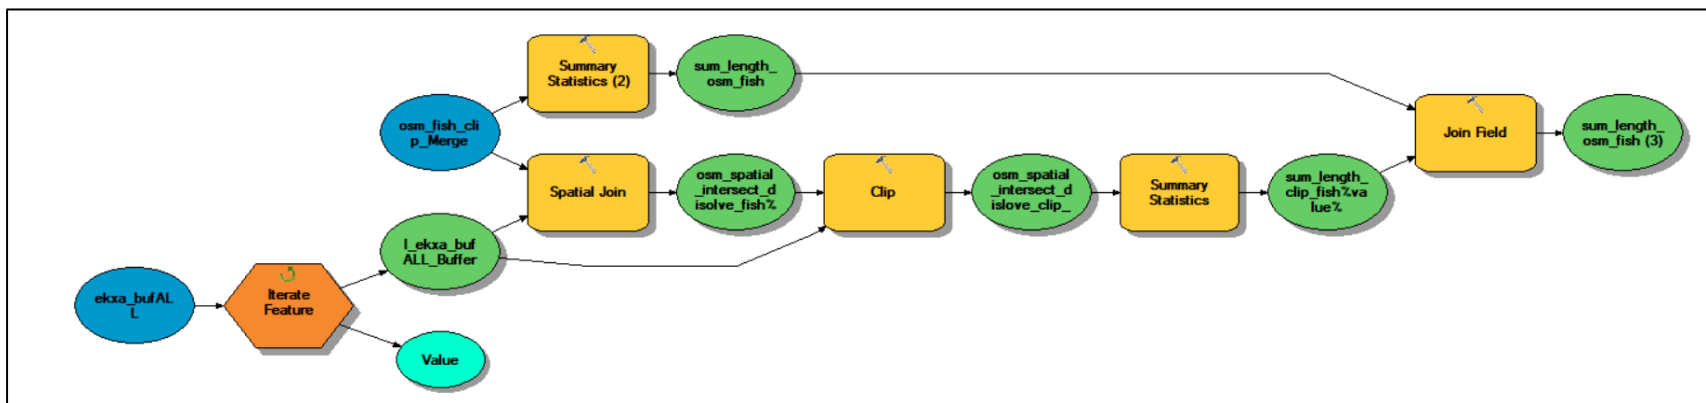 Summary
Statistics (2)
sum_length_
osm_fish
osm_fish_cli
p_Merge
Join Field
sum_length_
osm_fish (3)
Spatial Join
osm_spatial
_intersect_d
isolve_fish%
Clip
osm_spatial
_intersect_d
islove_clip_
Summary
Statistics
sum_length_
clip_fish%va
lue%
I_ekxa_buf
ALL_Buffer
ekxa_bufAL
L
Iterate
Feature
Value